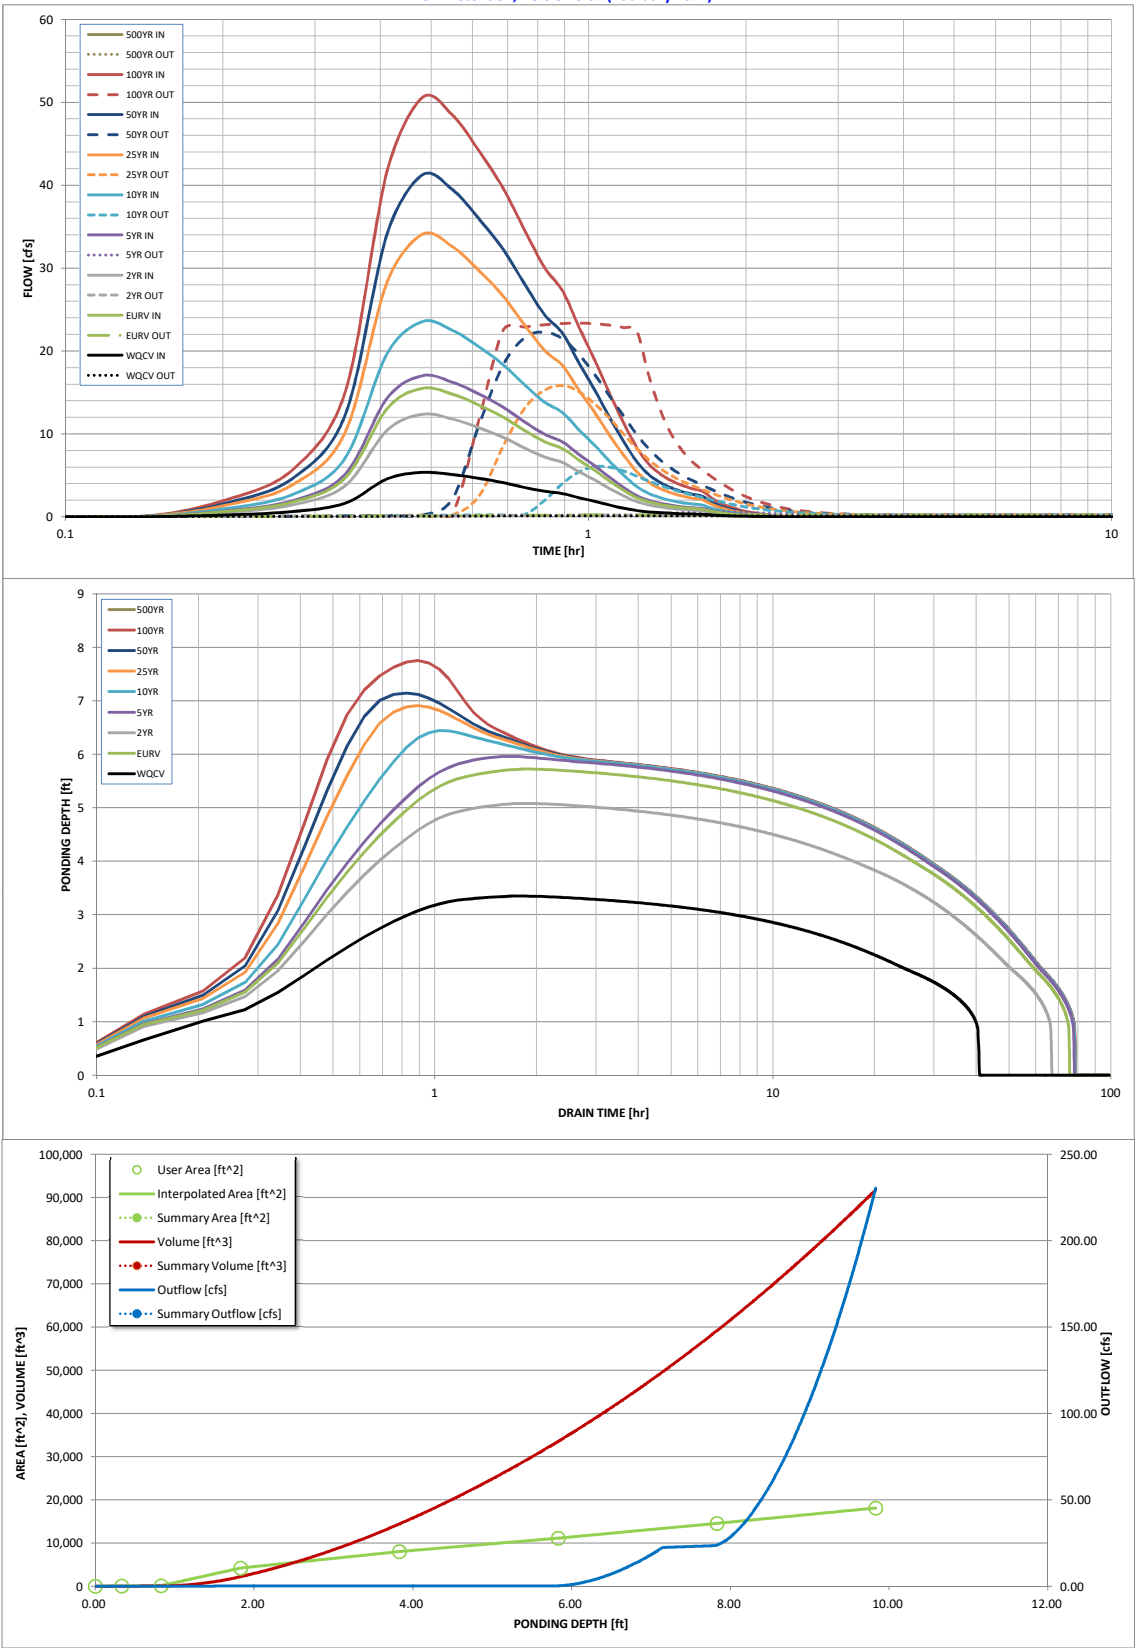 60
50
40
30
20
10
0
FLOW [cfs]
500YR IN
500YR OUT
100YR IN
100YR OUT
50YR IN
50YR OUT
25YR IN
25YR OUT
10YR IN
10YR OUT
5YR IN
5YR OUT
2YR IN
2YR OUT
EURV IN
EURV OUT
WQCV IN
WQCV OUT
0.1 1 10
TIME [hr]
9
8
7
6
5
4
3
2
1
0
PONDING DEPTH [ft]
500YR
100YR
50YR
25YR
10YR
5YR
2YR
EURV
WQCV
0.1 1 10 100
DRAIN TIME [hr]
100,000
90,000
80,000
70,000
60,000
50,000
40,000
30,000
20,000
10,000
0
AREA [ft^2], VOLUME [ft^3]
User Area [ft^2]
Interpolated Area [ft^2]
Summary Area [ft^2]
Volume [ft^3]
Summary Volume [ft^3]
Outflow [cfs]
Summary Outflow [cfs]
250.00
200.00
150.00
100.00
50.00
0.00
OUTFLOW [cfs]
0.00 2.00 4.00 6.00 8.00 10.00 12.00
PONDING DEPTH [ft]